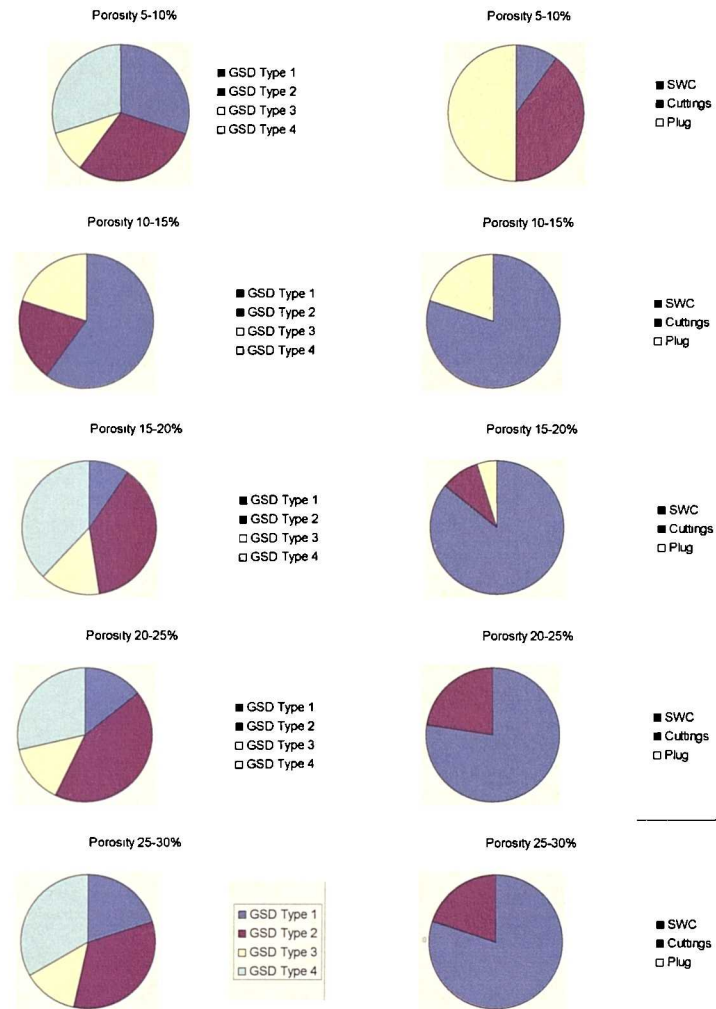 Porosity 5-10%
GSD Type 1
GSD Type 2
GSD Type 3
GSD Type 4
Porosity 5-10%
SWC
Cuttings
Plug
Porosity 10-15%
GSD Type 1
GSD Type 2
GSD Type 3
GSD Type 4
Porosity 10-15%
SWC
Cuttings
Plug
Porosity 15-20%
GSD Type 1
GSD Type 2
GSD Type 3
GSD Type 4
Porosity 15-20%
SWC
Cuttings
Plug
Porosity 20-25%
GSD Type 1
GSD Type 2
GSD Type 3
GSD Type 4
Porosity 20-25%
SWC
Cuttings
Plug
Porosity 25-30%
GSD Type 1
GSD Type 2
GSD Type 3
GSD Type 4
Porosity 25-30%
SWC
Cuttings
Plug